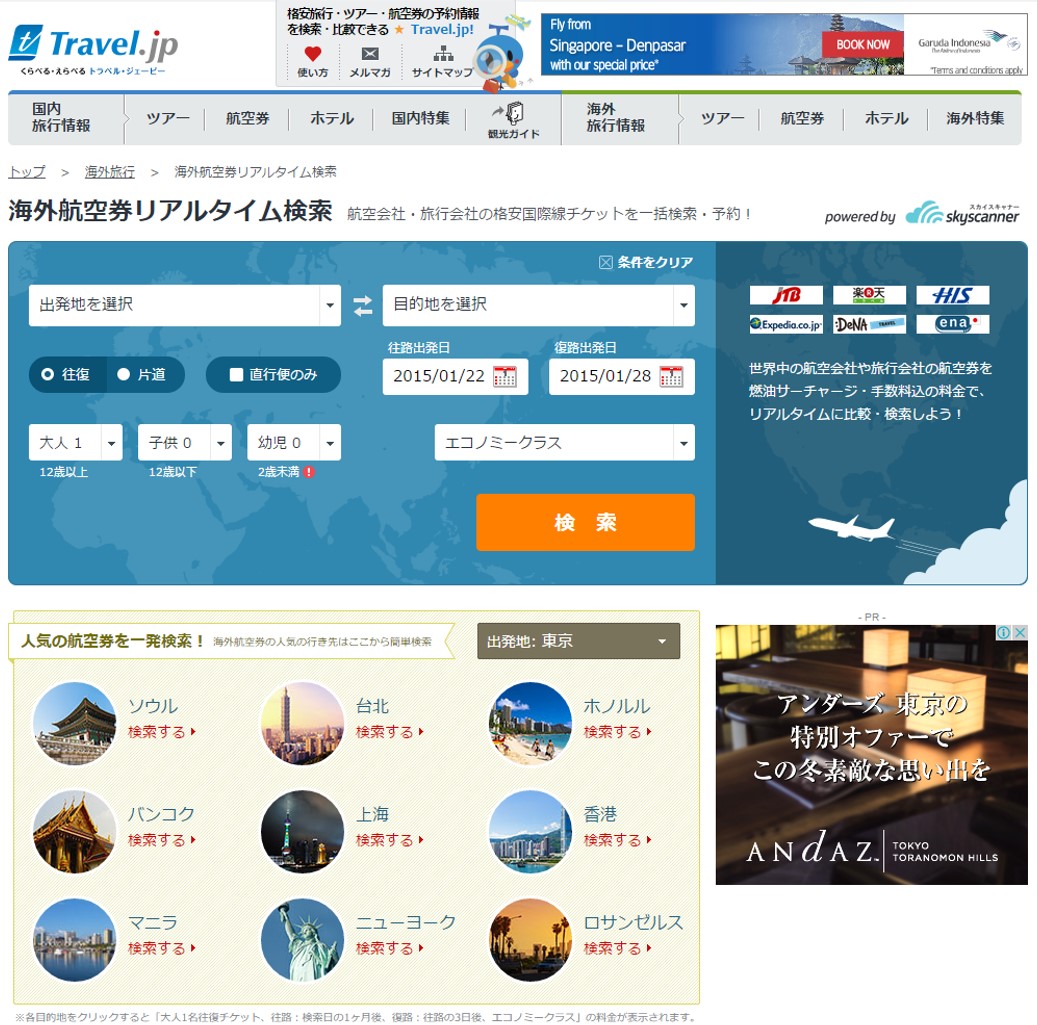 Travel.jp
くらべる・えらべる トラベル・ジェーピー
格安旅行・ツアー・航空券の予約情報
を検索・比較できる ★ Travel.jp!
使い方
メルマガ
サイトマップ
Fly from
Singapore – Denpasar
with our special price*
BOOK NOW
Garuda Indonesia
The Airline of Indonesia
*Terms and conditions apply
国内
旅行情報
ツアー
航空券
ホテル
国内特集
観光ガイド
海外
旅行情報
ツアー
航空券
ホテル
海外特集
トップ > 海外旅行 > 海外航空券リアルタイム検索
海外航空券リアルタイム検索 航空会社・旅行会社の格安国際線チケットを一括検索・予約！
powered by スカイスキャナー skyscanner
条件をクリア
出発地を選択
目的地を選択
往復
片道
直行便のみ
往路出発日
復路出発日
2015/01/22
2015/01/28
大人 1
子供 0
幼児 0
エコノミークラス
12歳以上
12歳以下
2歳未満
検 索
JTB
楽天
トラベル
HIS
Expedia.co.jp
DeNA TRAVEL
ena
世界中の航空会社や旅行会社の航空券を
燃油サーチャージ・手数料込の料金で、
リアルタイムに比較・検索しよう！
人気の航空券を一発検索！ 海外航空券の人気の行き先はここから簡単検索
出発地: 東京
ソウル
検索する
台北
検索する
ホノルル
検索する
バンコク
検索する
上海
検索する
香港
検索する
マニラ
検索する
ニューヨーク
検索する
ロサンゼルス
検索する
※各目的地をクリックすると「大人1名往復チケット、往路：検索日の1ヶ月後、復路：往路の3日後、エコノミークラス」の料金が表示されます。
- PR -
アンダーズ 東京の
特別オファーで
この冬素敵な思い出を
ANdAZ™
TOKYO
TORANOMON HILLS